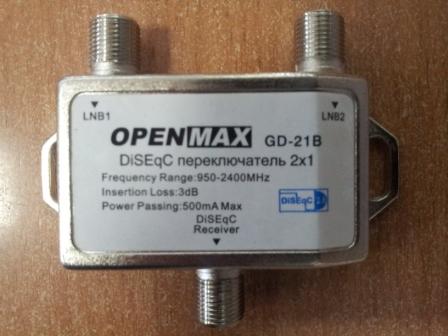 LNB1 LNB2
OPENMAX GD-21B
DiSEqC переключатель 2x1
Frequency Range:950-2400MHz
Insertion Loss:3dB
Power Passing:500mA Max
DiSEqC
DiSEqC
Receiver